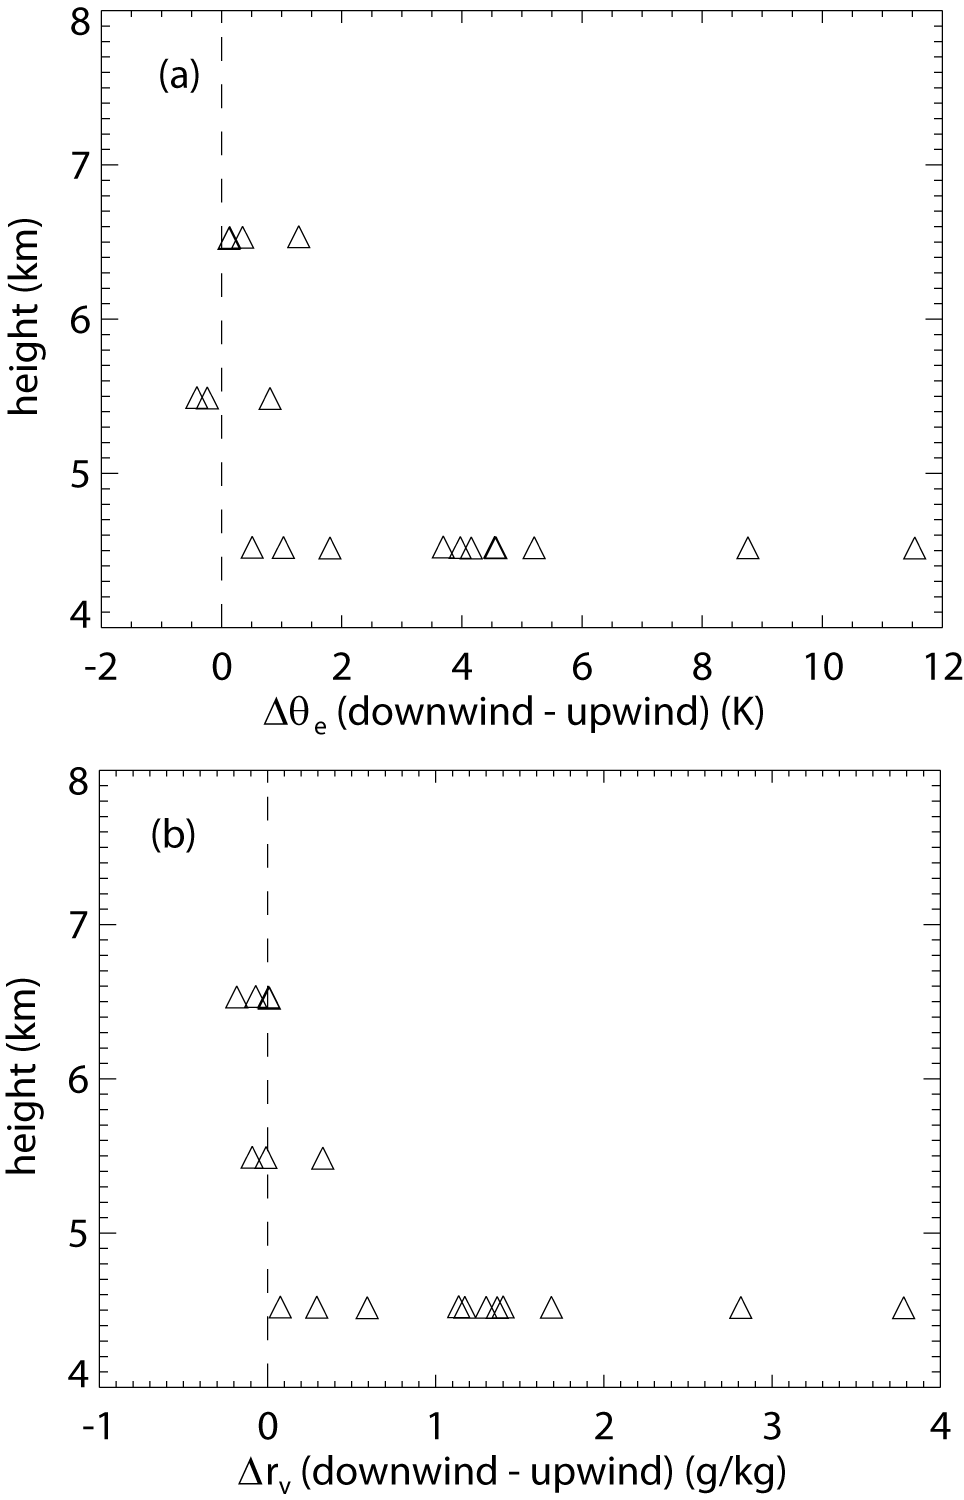 8
(a)
7
height (km)
6
5
4
-2 0 2 4 6 8 10 12
Δθe (downwind - upwind) (K)
8
(b)
7
height (km)
6
5
4
-1 0 1 2 3 4
Δrv (downwind - upwind) (g/kg)